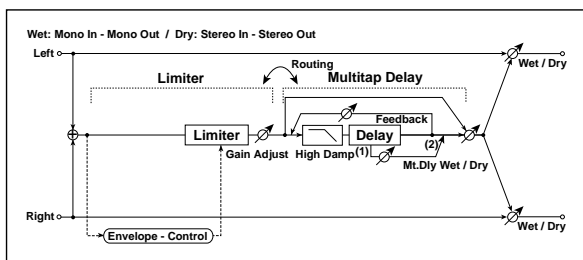 Wet: Mono In - Mono Out / Dry: Stereo In - Stereo Out
Left
Wet / Dry
Routing
Limiter
Multitap Delay
Feedback
Limiter
Delay
Gain Adjust
High Damp
(1)
(2)
Mt.Dly Wet / Dry
Right
Wet / Dry
Envelope - Control